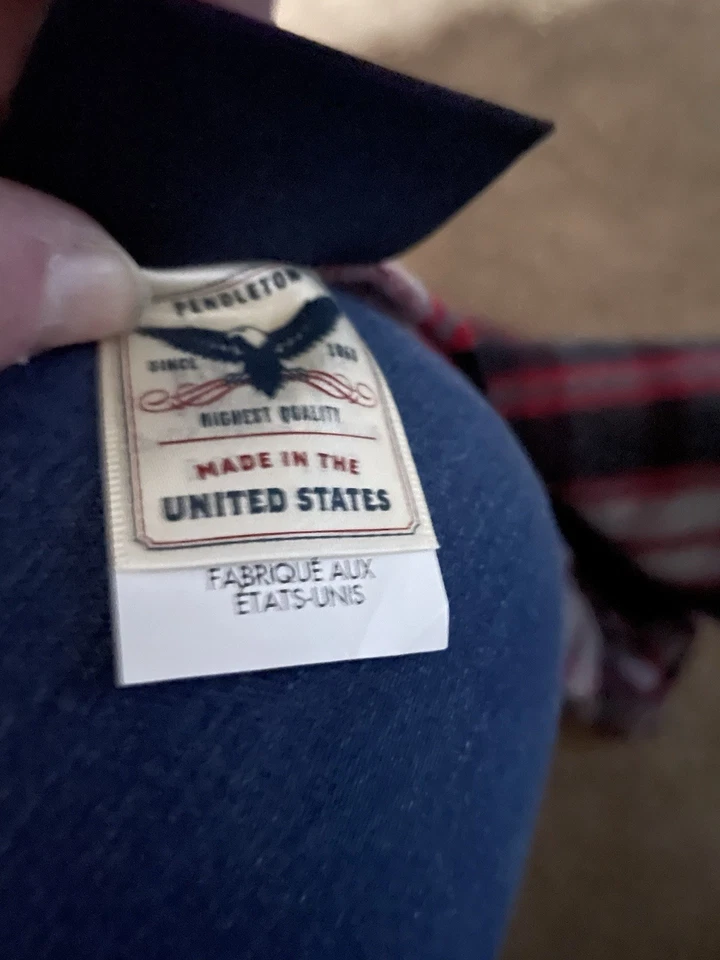 PENDLETON
SINCE 1863
HIGHEST QUALITY
MADE IN THE
UNITED STATES
FABRIQUÉ AUX
ÉTATS-UNIS